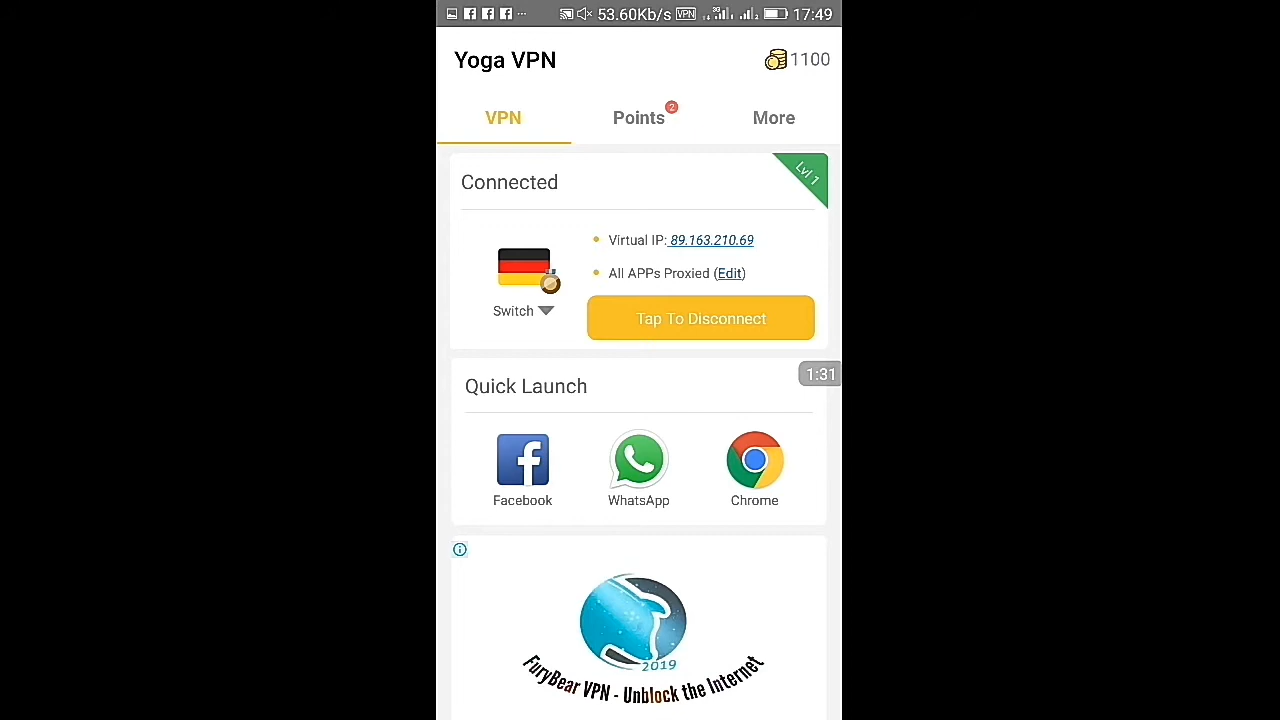 53.60Kb/s VPN 3G 17:49
Yoga VPN 1100
VPN Points 2 More
Lvl 1
Connected
Virtual IP: 89.163.210.69
All APPs Proxied (Edit)
Switch
Tap To Disconnect
1:31
Quick Launch
Facebook WhatsApp Chrome
2019
FuryBear VPN - Unblock the Internet